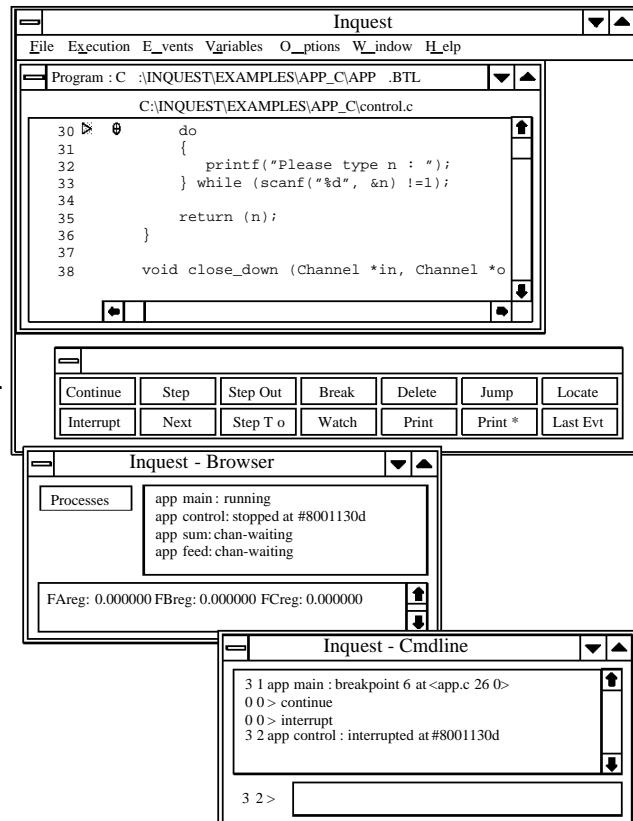 Inquest
File Execution E_vents Variables O_ptions W_indow H_elp
Program : C :\INQUEST\EXAMPLES\APP_C\APP .BTL
C:\INQUEST\EXAMPLES\APP_C\control.c
30 do
31 {
32 printf("Please type n : ");
33 } while (scanf("%d", &n) !=1);
34
35 return (n);
36 }
37
38 void close_down (Channel *in, Channel *o
Continue Step Step Out Break Delete Jump Locate
Interrupt Next Step T o Watch Print Print * Last Evt
Inquest - Browser
Processes
app main : running
app control: stopped at #8001130d
app sum: chan-waiting
app feed: chan-waiting
FAreg: 0.000000 FBreg: 0.000000 FCreg: 0.000000
Inquest - Cmdline
3 1 app main : breakpoint 6 at <app.c 26 0>
0 0 > continue
0 0 > interrupt
3 2 app control : interrupted at #8001130d
3 2 >